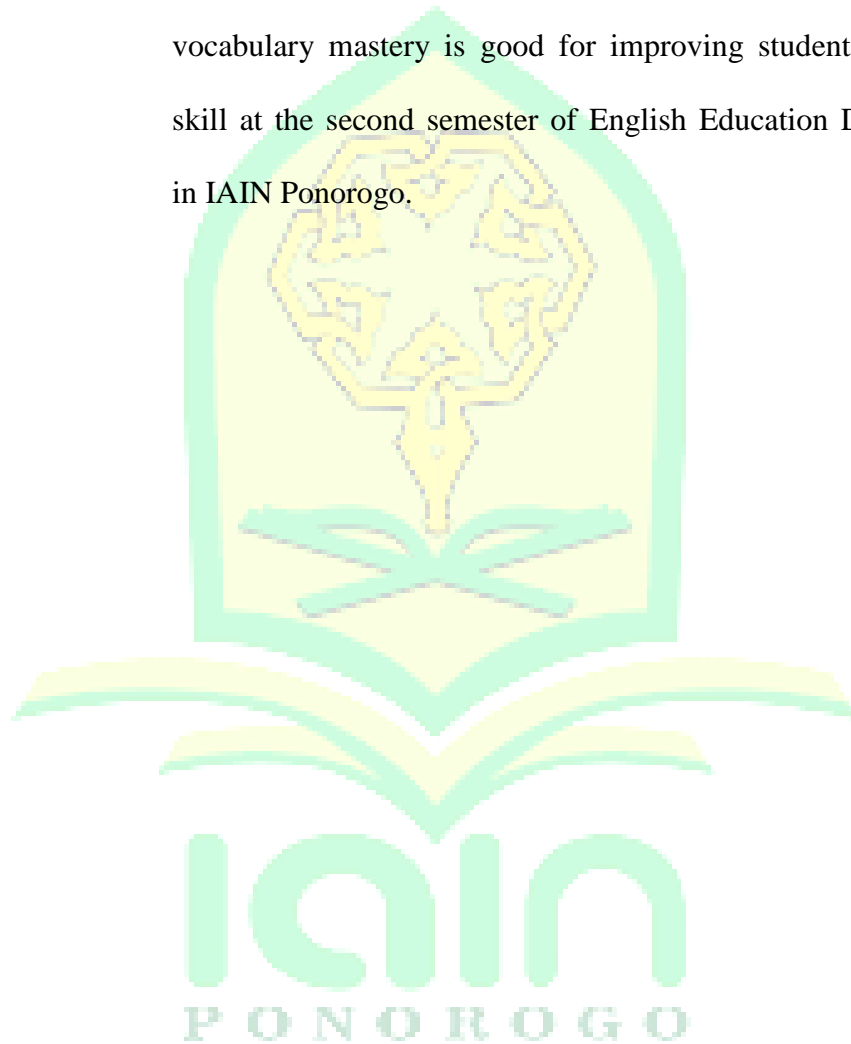 vocabulary mastery is good for improving student
skill at the second semester of English Education D
in IAIN Ponorogo.
iain
PONOROGO